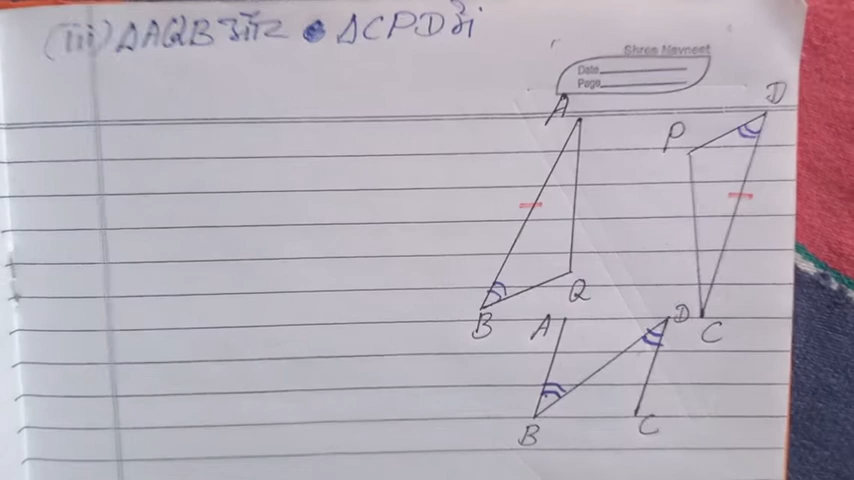 (iii) ΔAQB और ΔCPD में
Shree Navneet
Date
Page
A
D
P
Q
B
A
D
C
B
C